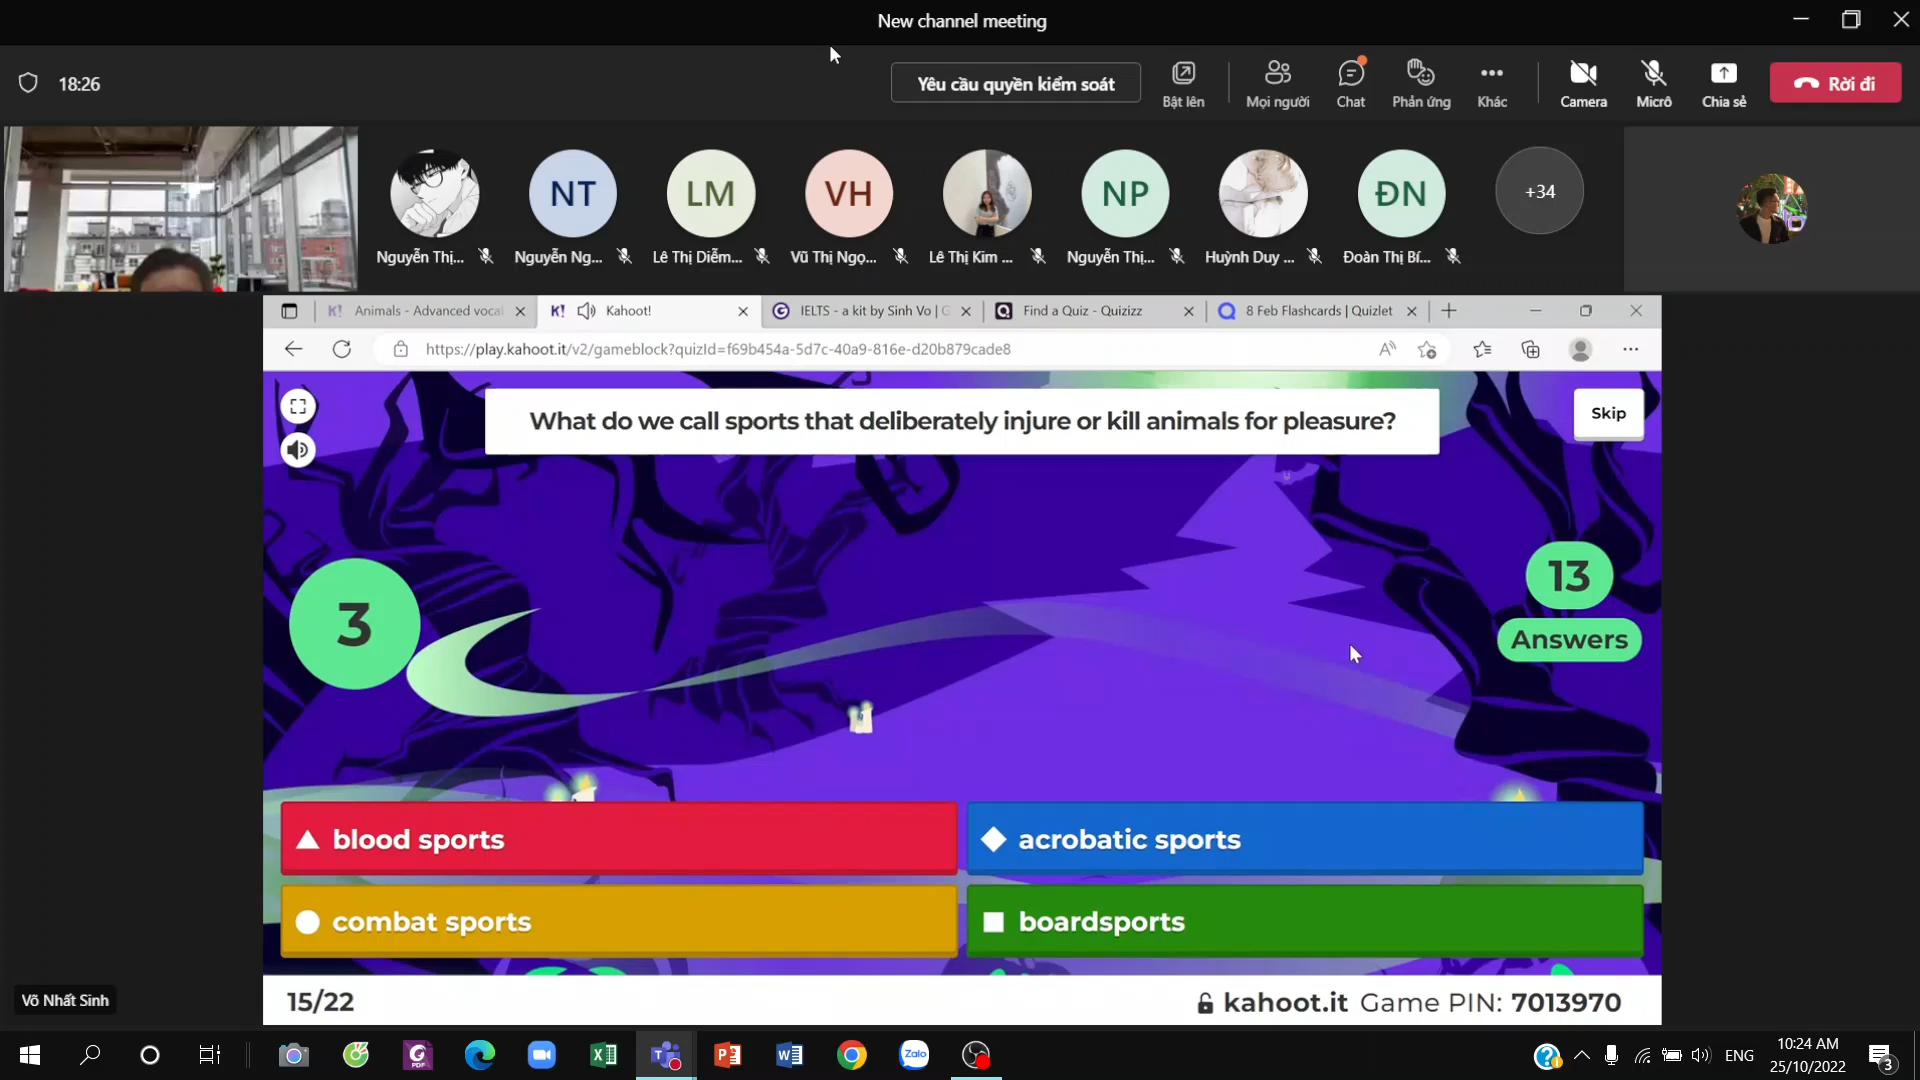 New channel meeting
18:26
Yêu cầu quyền kiểm soát
Bật lên
Mọi người
Chat
Phản ứng
Khác
Camera
Micrô
Chia sẻ
Rời đi
NT
LM
VH
NP
ĐN
+34
Nguyễn Thị...
Nguyễn Ng...
Lê Thị Diễm...
Vũ Thị Ngọ...
Lê Thị Kim ...
Nguyễn Thị...
Huỳnh Duy ...
Đoàn Thị Bí...
K! Animals - Advanced vocal
K! Kahoot!
IELTS - a kit by Sinh Vo | G
Find a Quiz - Quizizz
8 Feb Flashcards | Quizlet
https://play.kahoot.it/v2/gameblock?quizId=f69b454a-5d7c-40a9-816e-d20b879cade8
What do we call sports that deliberately injure or kill animals for pleasure?
Skip
3
13
Answers
blood sports
acrobatic sports
combat sports
boardsports
Võ Nhất Sinh
15/22
kahoot.it Game PIN: 7013970
Zalo
ENG
10:24 AM
25/10/2022
3